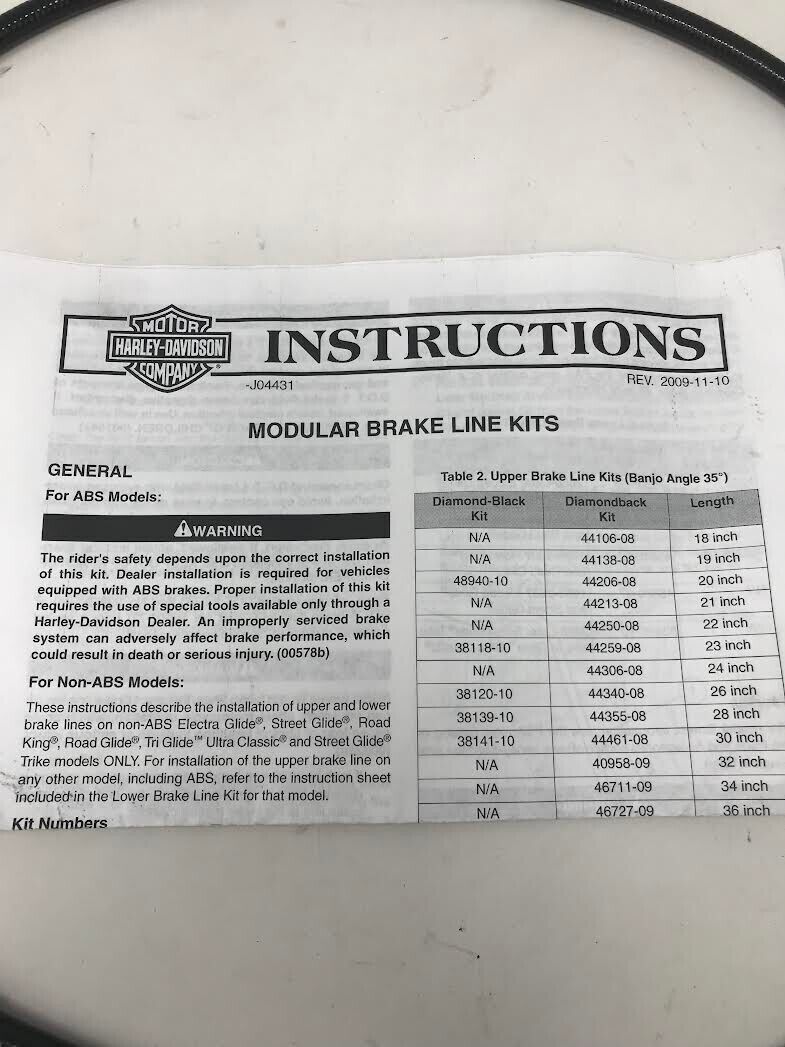 MOTOR
HARLEY-DAVIDSON
COMPANY
®
INSTRUCTIONS
-J04431
REV. 2009-11-10
MODULAR BRAKE LINE KITS
GENERAL
For ABS Models:
WARNING
The rider's safety depends upon the correct installation
of this kit. Dealer installation is required for vehicles
equipped with ABS brakes. Proper installation of this kit
requires the use of special tools available only through a
Harley-Davidson Dealer. An improperly serviced brake
system can adversely affect brake performance, which
could result in death or serious injury. (00578b)
For Non-ABS Models:
These instructions describe the installation of upper and lower
brake lines on non-ABS Electra Glide®, Street Glide®, Road
King®, Road Glide®, Tri Glide™ Ultra Classic® and Street Glide®
Trike models ONLY. For installation of the upper brake line on
any other model, including ABS, refer to the instruction sheet
included in the Lower Brake Line Kit for that model.
Kit Numbers
Table 2. Upper Brake Line Kits (Banjo Angle 35°)
Diamond-Black Kit Diamondback Kit Length
N/A 44106-08 18 inch
N/A 44138-08 19 inch
48940-10 44206-08 20 inch
N/A 44213-08 21 inch
N/A 44250-08 22 inch
38118-10 44259-08 23 inch
N/A 44306-08 24 inch
38120-10 44340-08 26 inch
38139-10 44355-08 28 inch
38141-10 44461-08 30 inch
N/A 40958-09 32 inch
N/A 46711-09 34 inch
N/A 46727-09 36 inch